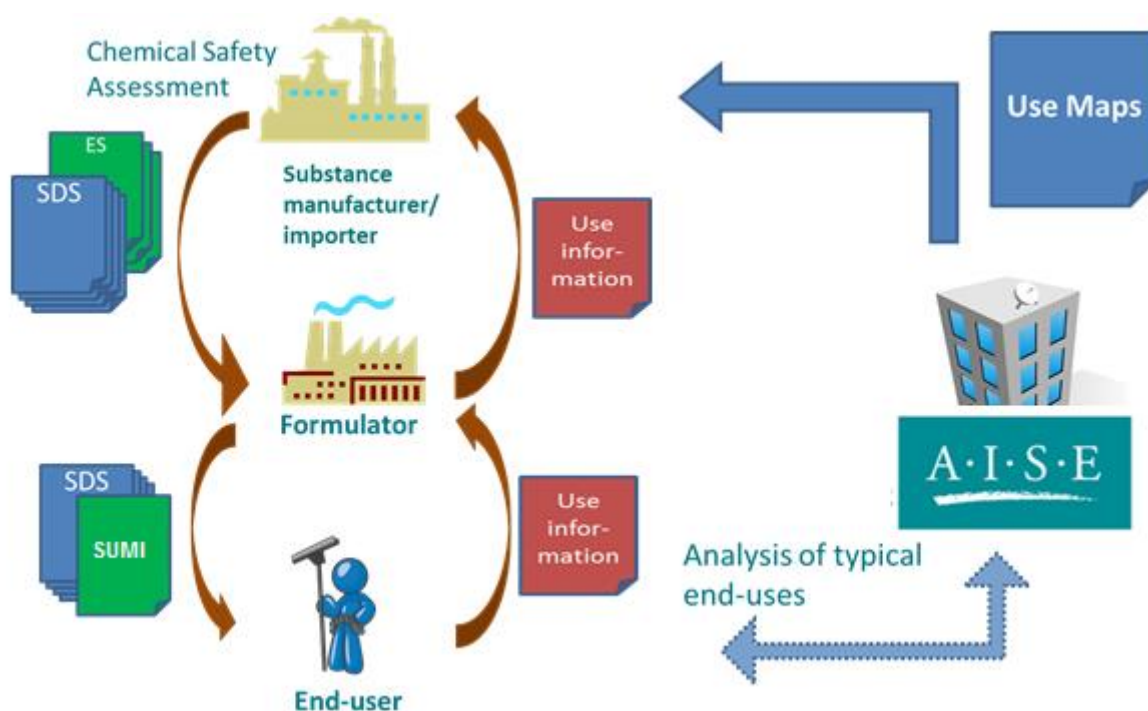 Chemical Safety
Assessment
ES
SDS
Substance
manufacturer/
importer
Use
infor-
mation
Use Maps
Formulator
A·I·S·E
SDS
SUMI
Use
infor-
mation
Analysis of typical
end-uses
End-user